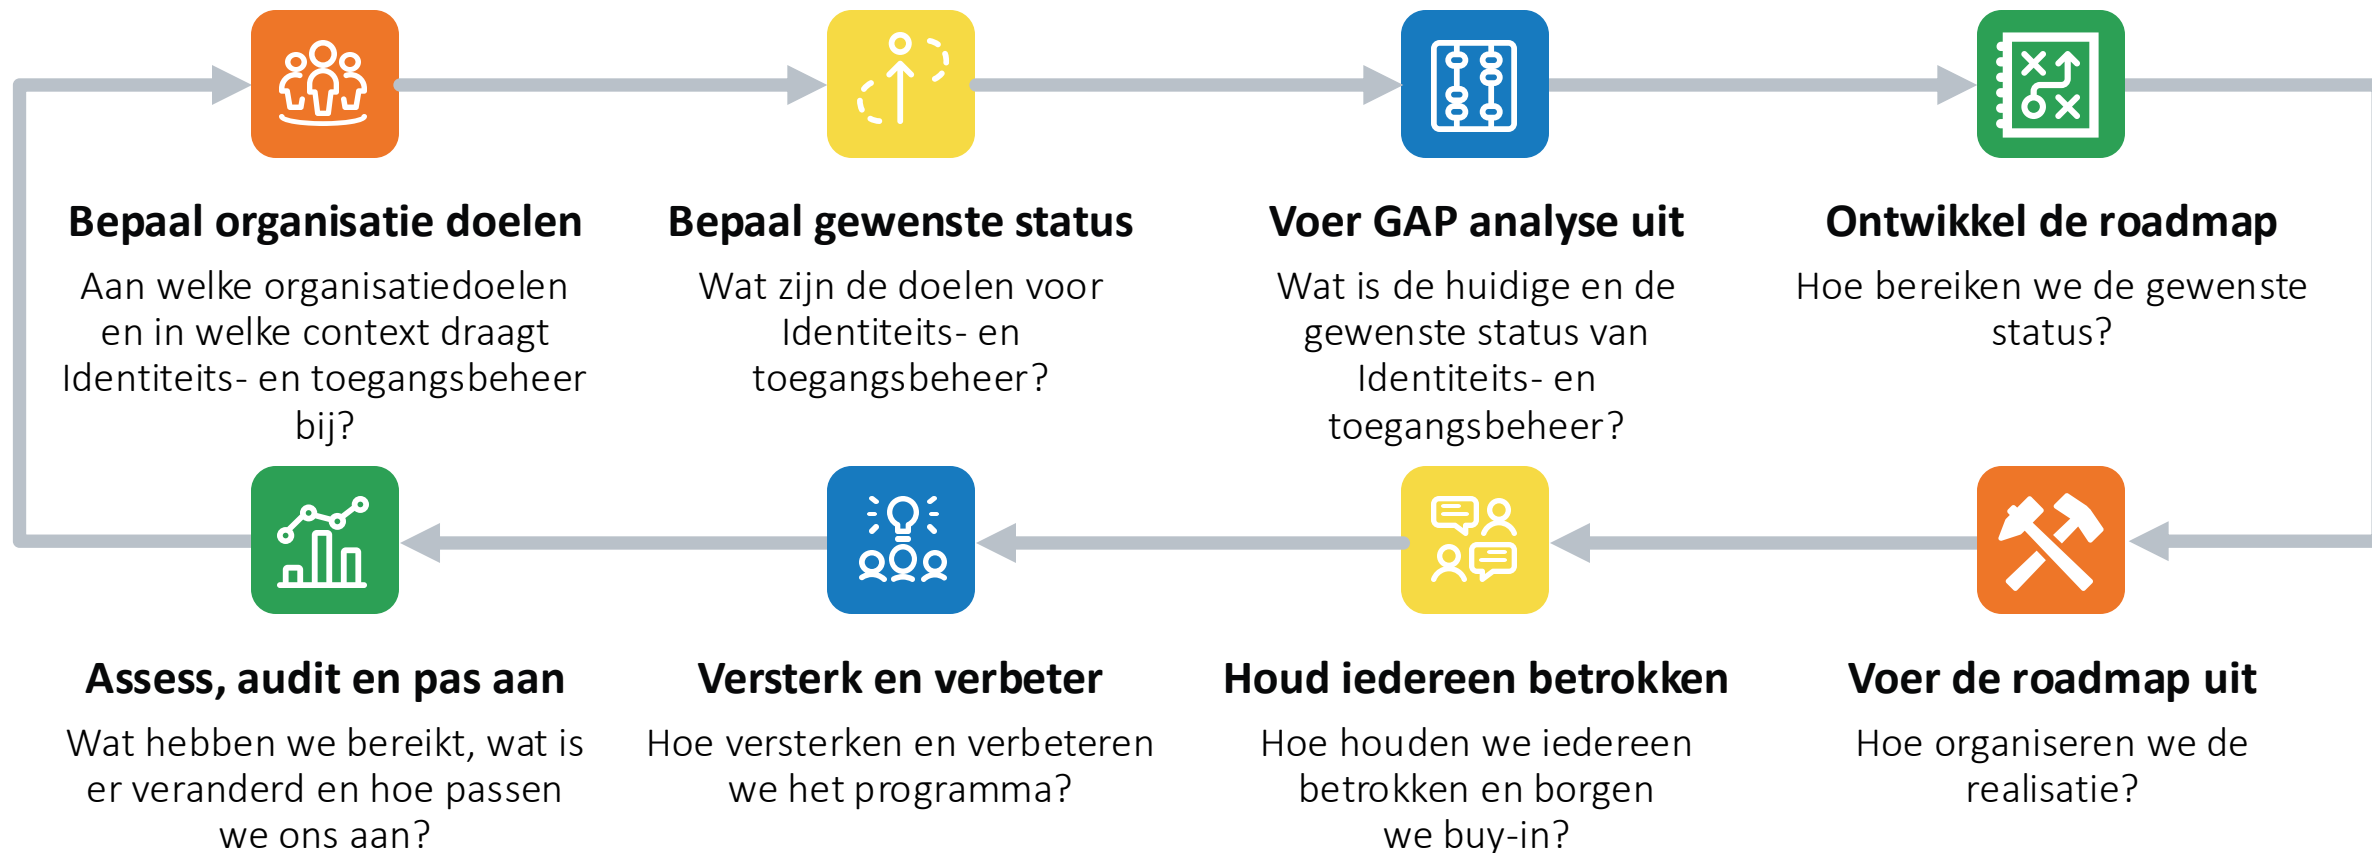 Bepaal organisatie doelen
Aan welke organisatiedoelen
en in welke context draagt
Identiteits- en toegangsbeheer
bij?
Bepaal gewenste status
Wat zijn de doelen voor
Identiteits- en
toegangsbeheer?
Voer GAP analyse uit
Wat is de huidige en de
gewenste status van
Identiteits- en
toegangsbeheer?
Ontwikkel de roadmap
Hoe bereiken we de gewenste
status?
Assess, audit en pas aan
Wat hebben we bereikt, wat is
er veranderd en hoe passen
we ons aan?
Versterk en verbeter
Hoe versterken en verbeteren
we het programma?
Houd iedereen betrokken
Hoe houden we iedereen
betrokken en borgen
we buy-in?
Voer de roadmap uit
Hoe organiseren we de
realisatie?